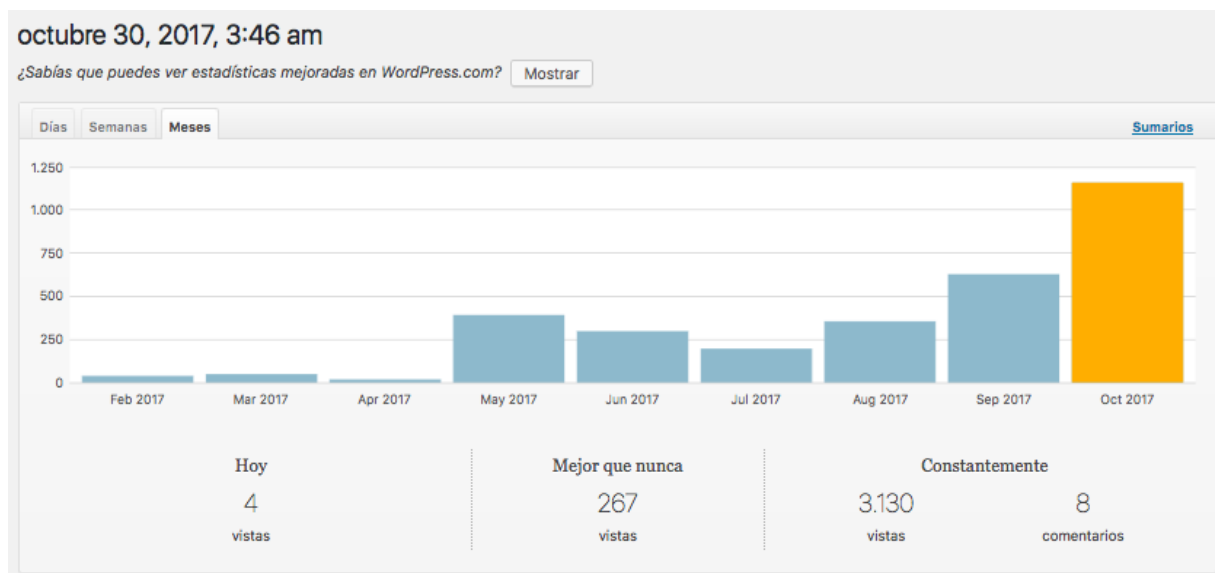 octubre 30, 2017, 3:46 am
¿Sabías que puedes ver estadísticas mejoradas en WordPress.com? Mostrar
Días Semanas Meses Sumarios
1.250
1.000
750
500
250
0
Feb 2017 Mar 2017 Apr 2017 May 2017 Jun 2017 Jul 2017 Aug 2017 Sep 2017 Oct 2017
Hoy Mejor que nunca Constantemente
4 267 3.130 8
vistas vistas vistas comentarios